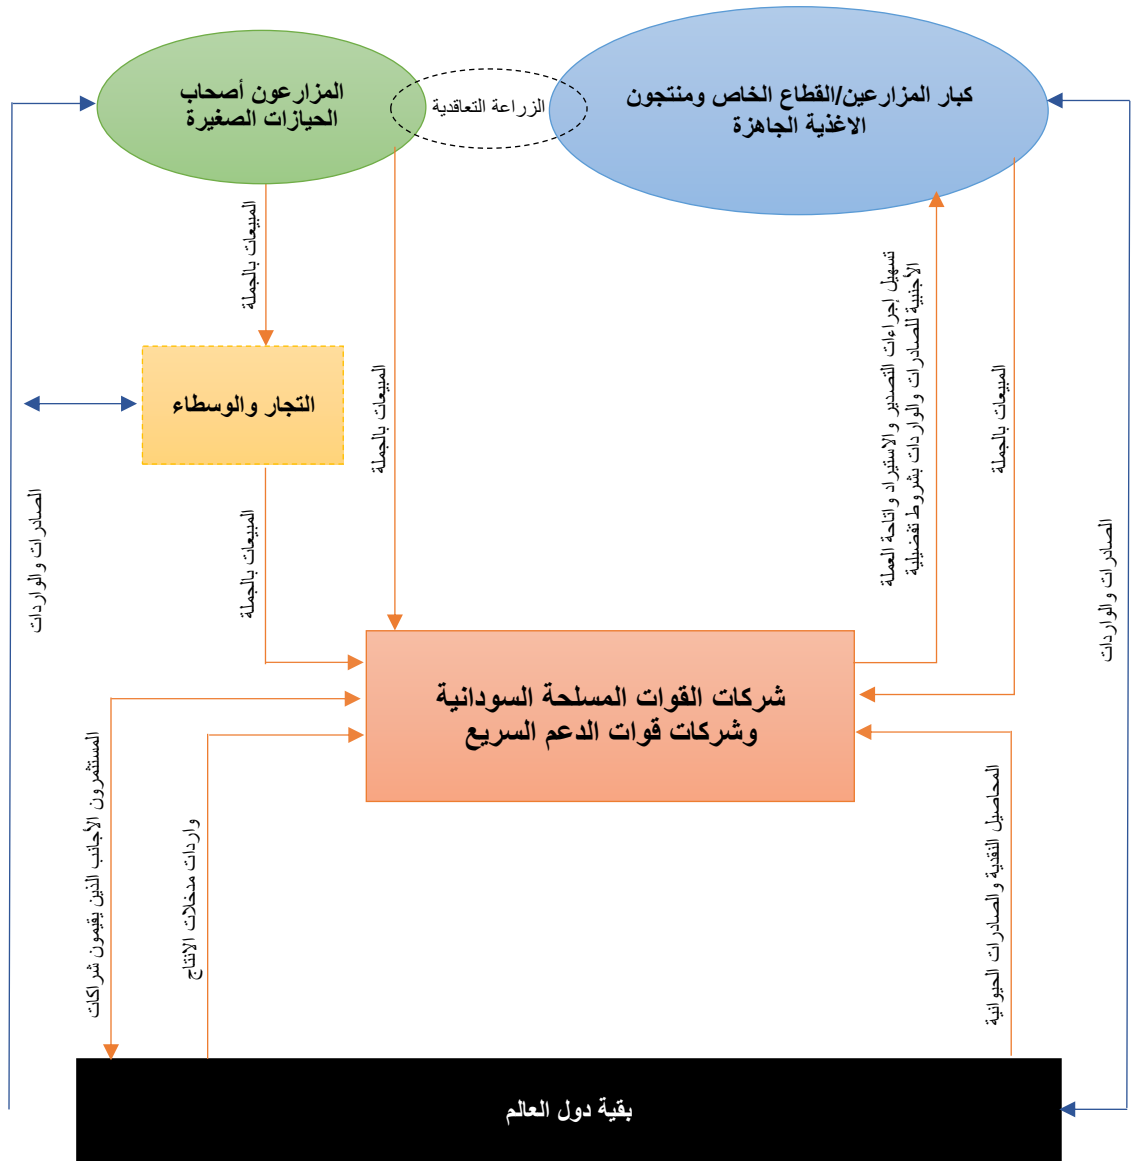 كبار المزارعين/القطاع الخاص ومنتجون
الاغذية الجاهزة
الزراعة التعاقدية
المزارعون أصحاب
الحيازات الصغيرة
المبيعات بالجملة
تسهيل إجراءات التصدير والاستيراد واتاحة العملة
الأجنبية للصادرات والواردات بشروط تفضيلية
المبيعات بالجملة
المبيعات بالجملة
التجار والوسطاء
المبيعات بالجملة
الصادرات والواردات
الصادرات والواردات
شركات القوات المسلحة السودانية
وشركات قوات الدعم السريع
المستثمرون الأجانب الذين يقيمون شراكات
واردات مدخلات الانتاج
المحاصيل النقدية والصادرات الحيوانية
بقية دول العالم